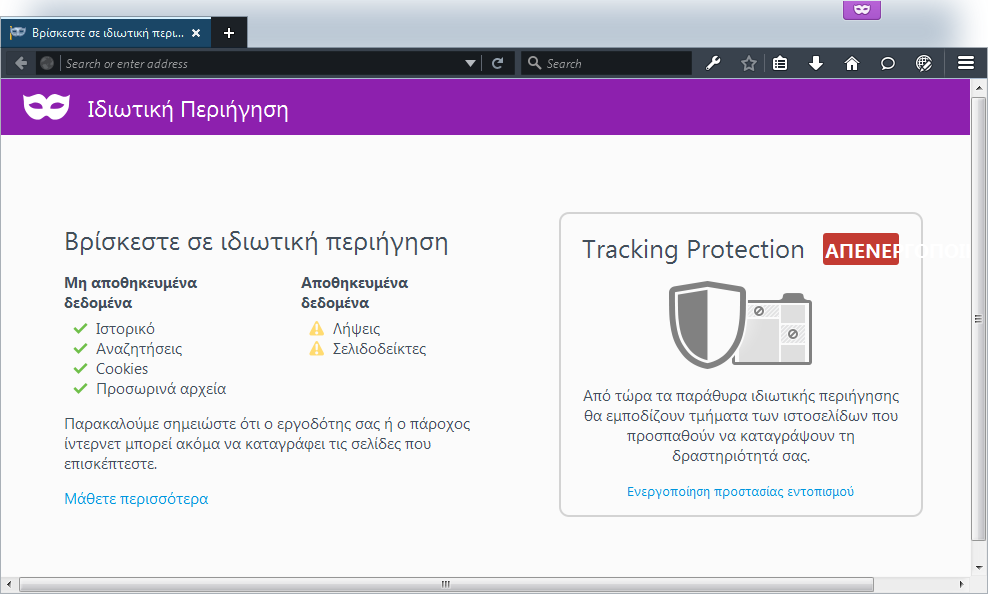 Βρίσκεστε σε ιδιωτική περι...
Search or enter address
Search
Ιδιωτική Περιήγηση
Βρίσκεστε σε ιδιωτική περιήγηση
Μη αποθηκευμένα
δεδομένα
Ιστορικό
Αναζητήσεις
Cookies
Προσωρινά αρχεία
Αποθηκευμένα
δεδομένα
Λήψεις
Σελιδοδείκτες
Παρακαλούμε σημειώστε ότι ο εργοδότης σας ή ο πάροχος
ίντερνετ μπορεί ακόμα να καταγράφει τις σελίδες που
επισκέπτεστε.
Μάθετε περισσότερα
Tracking Protection
Από τώρα τα παράθυρα ιδιωτικής περιήγησης
θα εμποδίζουν τμήματα των ιστοσελίδων που
προσπαθούν να καταγράψουν τη
δραστηριότητά σας.
Ενεργοποίηση προστασίας εντοπισμού